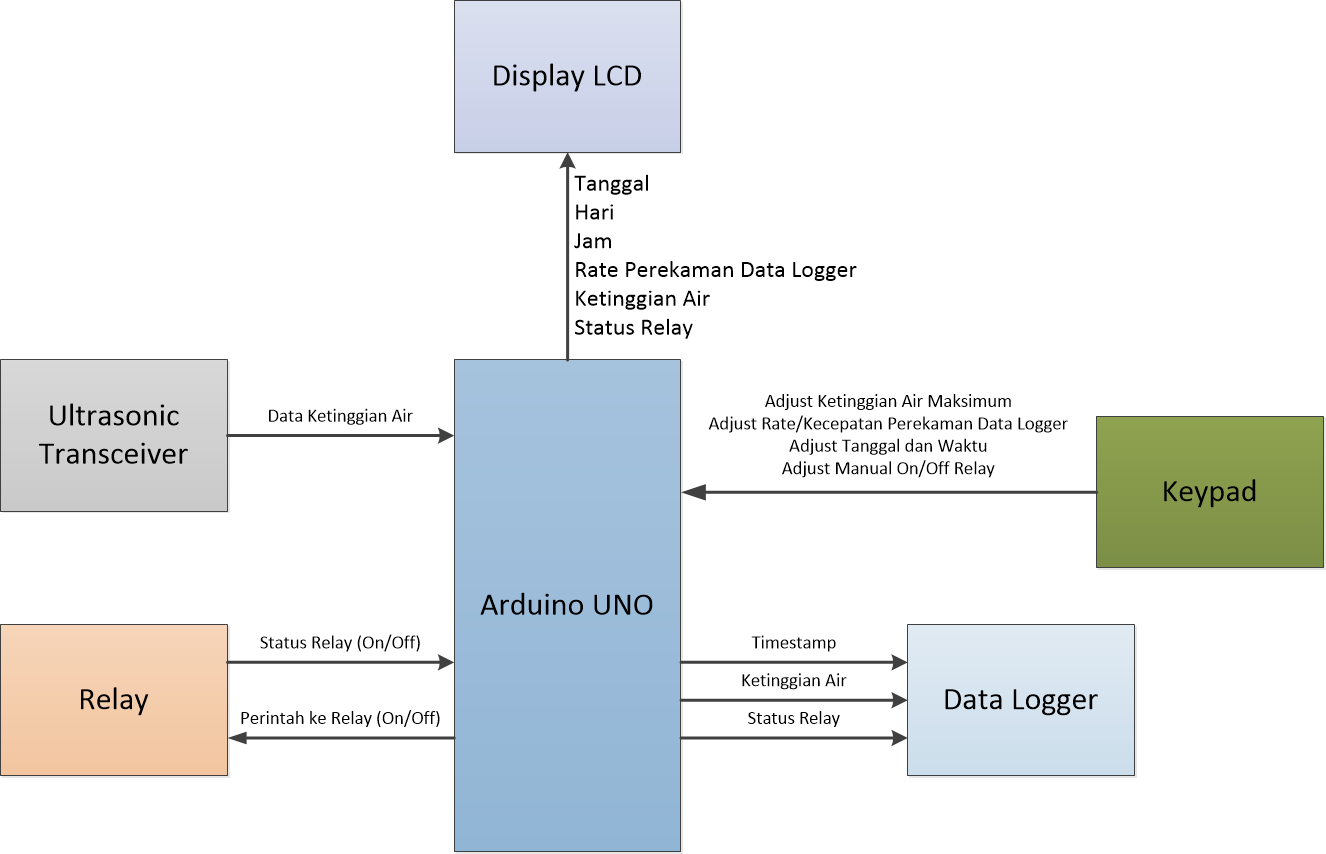 Display LCD
Tanggal
Hari
Jam
Rate Perekaman Data Logger
Ketinggian Air
Status Relay
Ultrasonic
Transceiver
Data Ketinggian Air
Adjust Ketinggian Air Maksimum
Adjust Rate/Kecepatan Perekaman Data Logger
Adjust Tanggal dan Waktu
Adjust Manual On/Off Relay
Keypad
Arduino UNO
Relay
Status Relay (On/Off)
Perintah ke Relay (On/Off)
Timestamp
Ketinggian Air
Status Relay
Data Logger